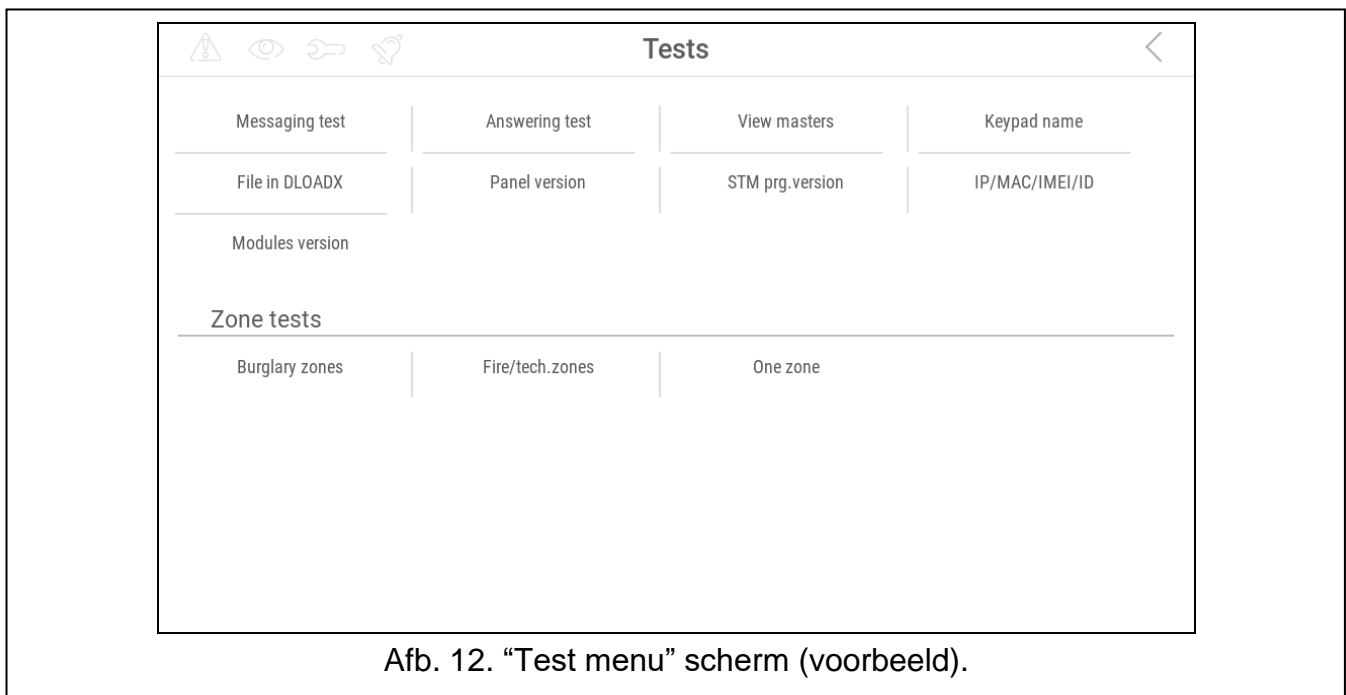 Tests
Messaging test Answering test View masters Keypad name
File in DLOADX Panel version STM prg.version IP/MAC/IMEI/ID
Modules version
Zone tests
Burglary zones Fire/tech.zones One zone
Afb. 12. “Test menu” scherm (voorbeeld).